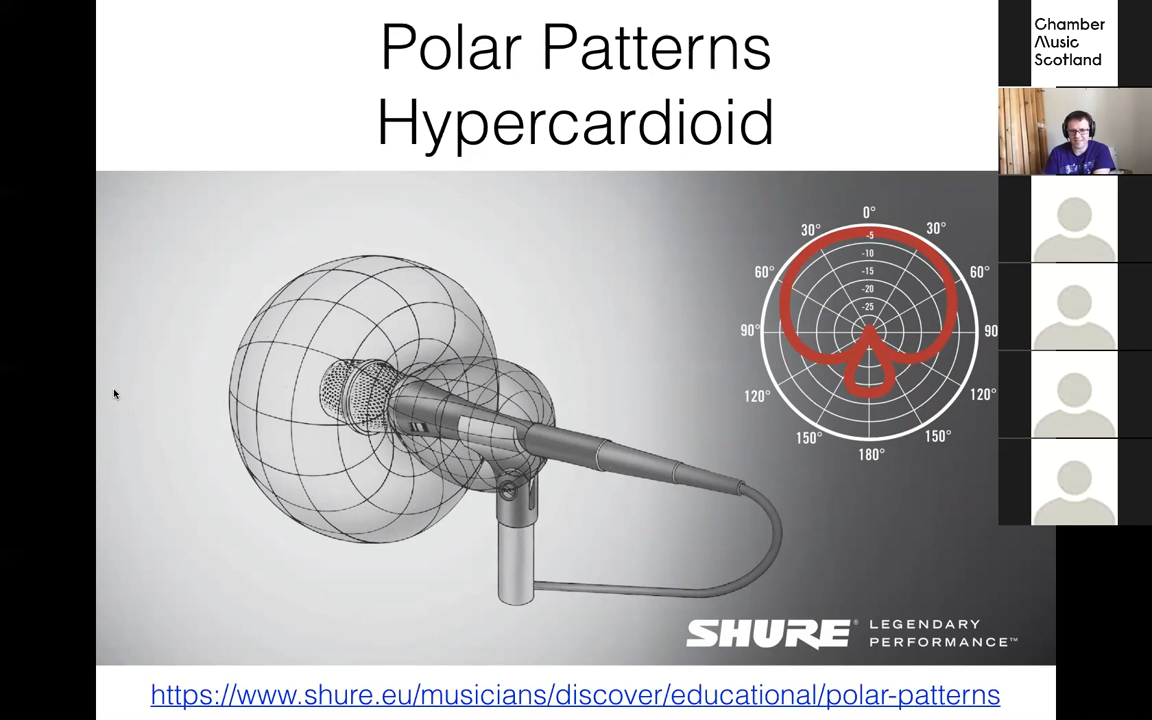 Polar Patterns
Hypercardioid
Chamber
Music
Scotland
0°
30°
30°
-5
-10
60°
60°
-15
-20
-25
90°
90
120°
120°
150°
150°
180°
SHURE® LEGENDARY
PERFORMANCE™
https://www.shure.eu/musicians/discover/educational/polar-patterns